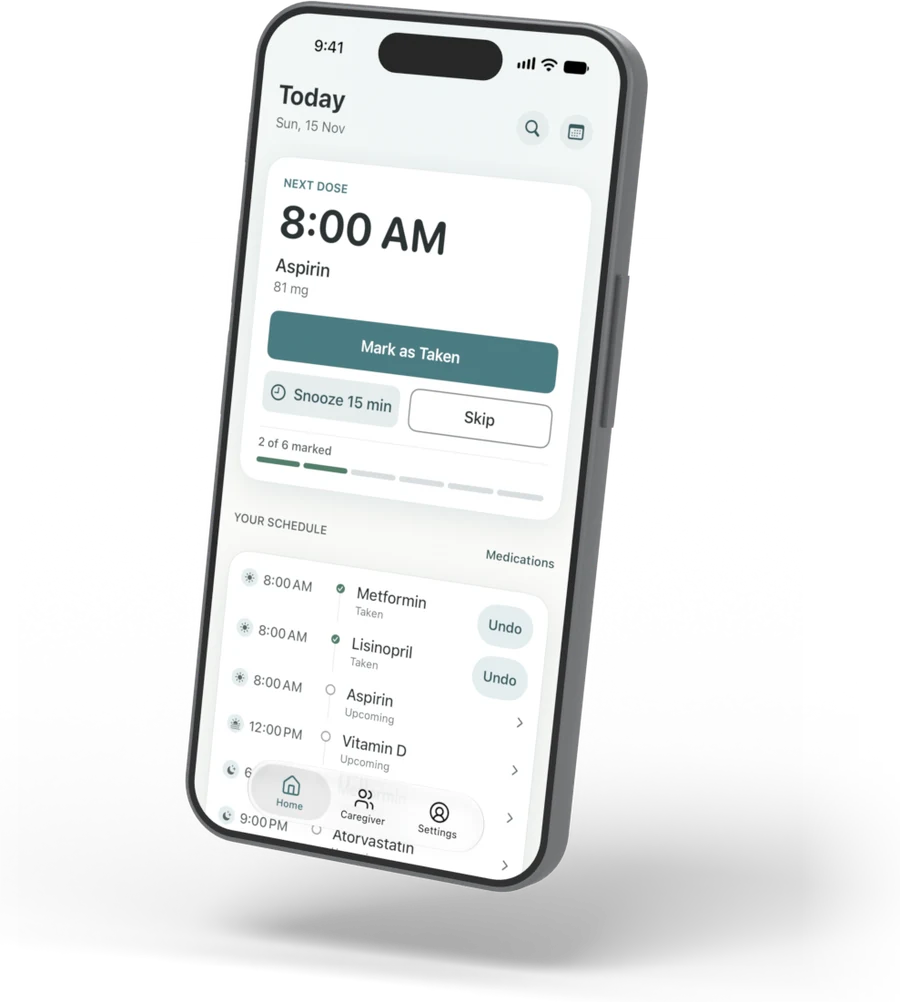 9:41
Today
Sun, 15 Nov
NEXT DOSE
8:00 AM
Aspirin
81 mg
Mark as Taken
Snooze 15 min
Skip
2 of 6 marked
YOUR SCHEDULE
Medications
8:00 AM Metformin
Taken
Undo
8:00 AM Lisinopril
Taken
Undo
8:00 AM Aspirin
Upcoming
12:00 PM Vitamin D
Upcoming
6
Home
Caregiver
Settings
9:00 PM Atorvastatin